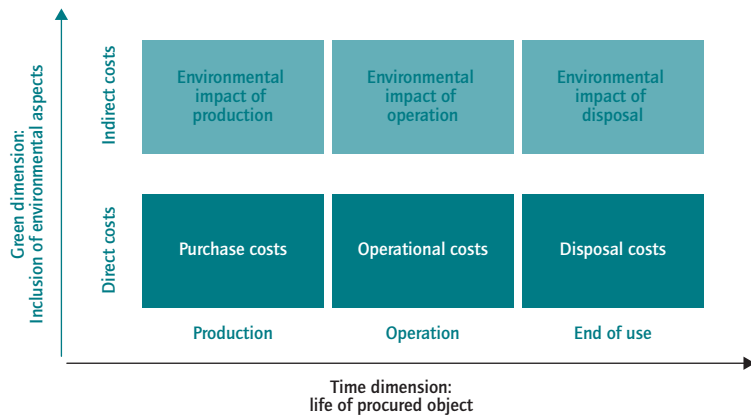 Green dimension:
Inclusion of environmental aspects
Indirect costs
Environmental
impact of
production
Environmental
impact of
operation
Environmental
impact of
disposal
Direct costs
Purchase costs
Operational costs
Disposal costs
Production
Operation
End of use
Time dimension:
life of procured object